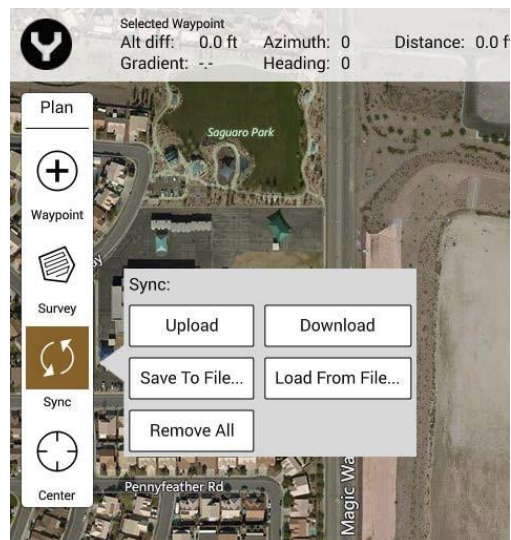 Selected Waypoint
Alt diff: 0.0 ft Azimuth: 0 Distance: 0.0 f
Gradient: -.- Heading: 0
Plan
Saguaro Park
Waypoint
Survey
Sync:
Upload Download
Save To File... Load From File...
Sync
Remove All
Center
Pennyfeather Rd
Magic Wa